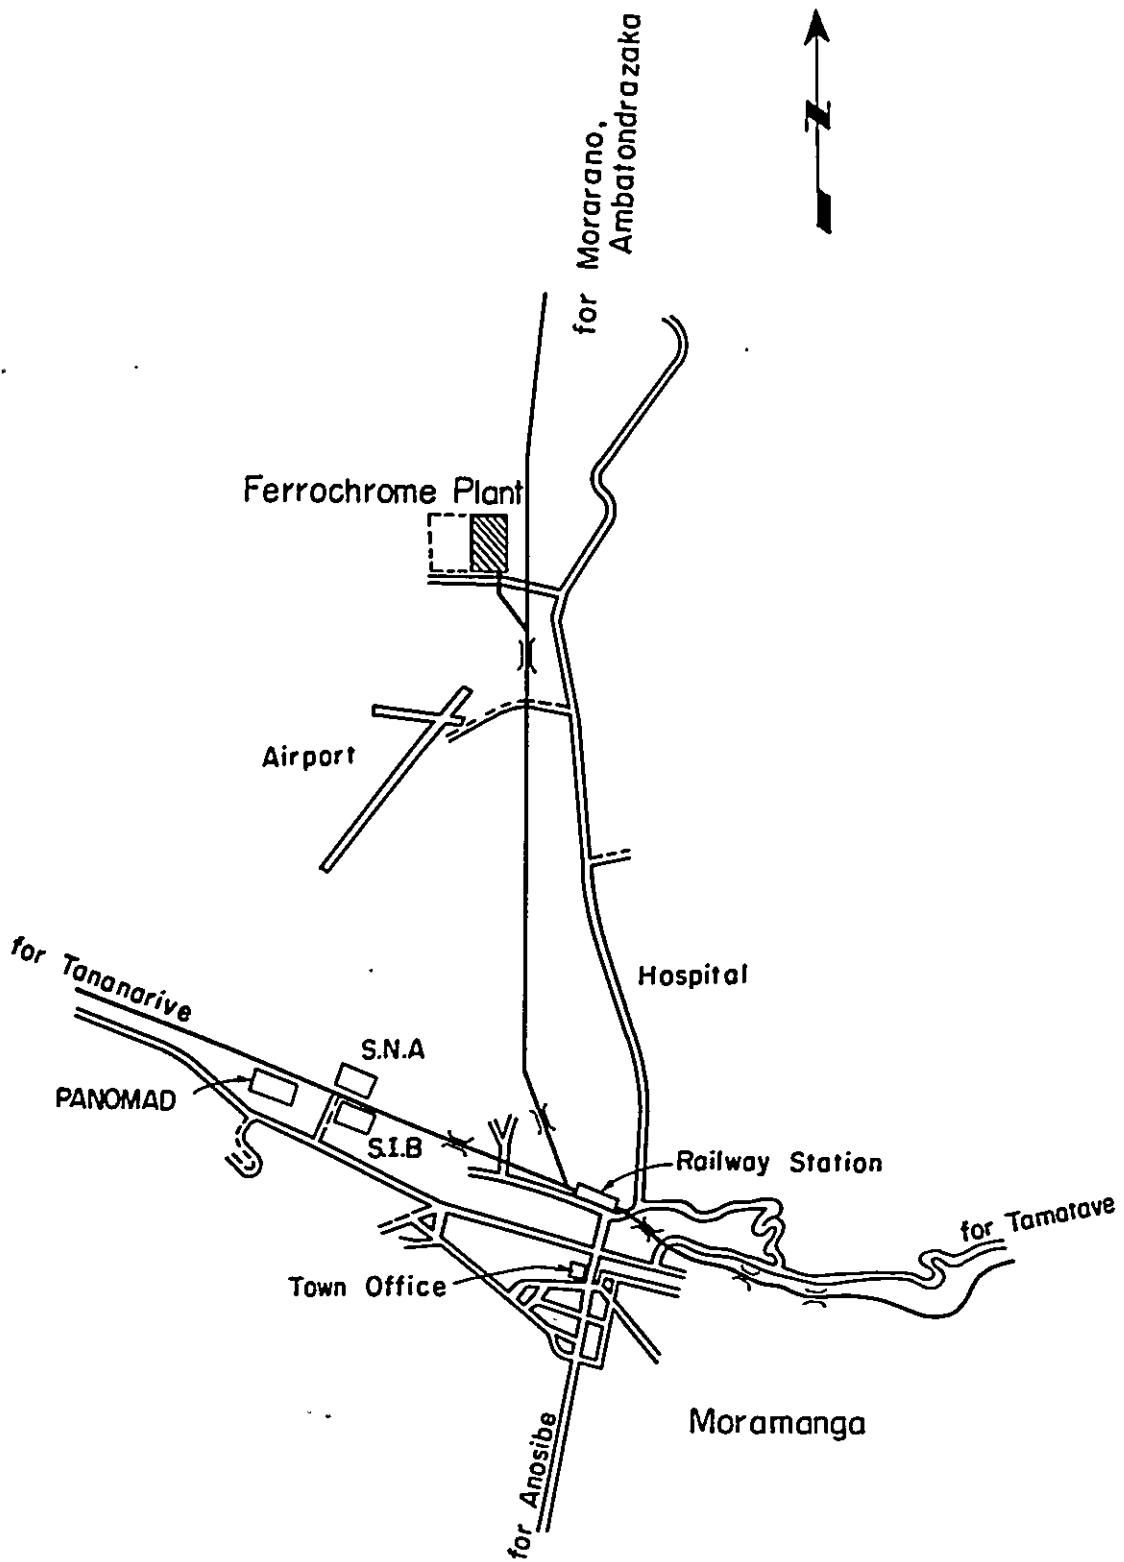 N
for Morarano,
Ambatondrazaka
Ferrochrome Plant
Airport
for Tananarive
Hospital
S.N.A
PANOMAD
S.I.B
Railway Station
for Tamatave
Town Office
Moramanga
for Anosibe